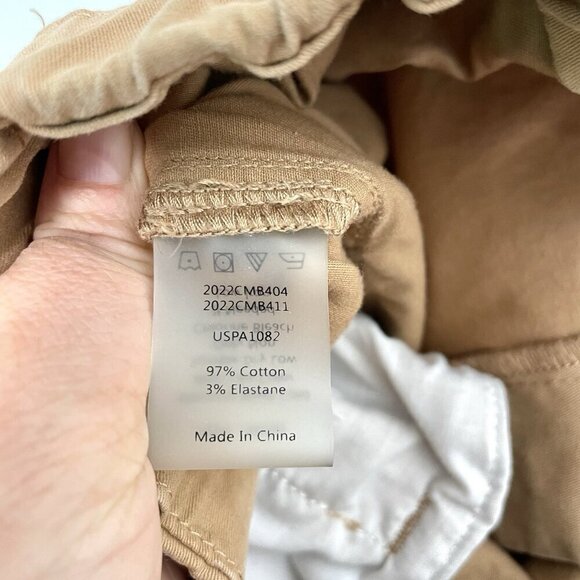 2022CMB404
2022CMB411
USPA1082
97% Cotton
3% Elastane
Made In China